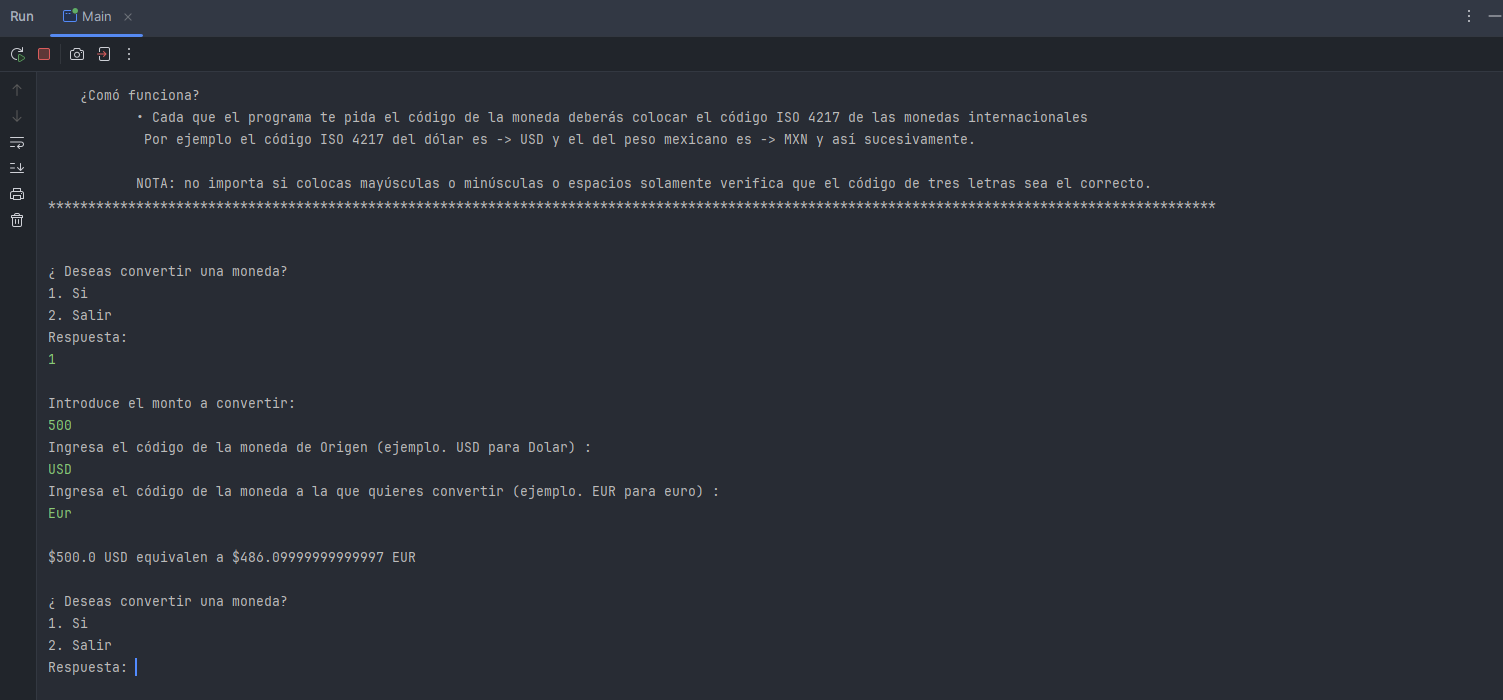 Run Main
¿Comó funciona?
• Cada que el programa te pida el código de la moneda deberás colocar el código ISO 4217 de las monedas internacionales
Por ejemplo el código ISO 4217 del dólar es -> USD y el del peso mexicano es -> MXN y así sucesivamente.
NOTA: no importa si colocas mayúsculas o minúsculas o espacios solamente verifica que el código de tres letras sea el correcto.
**************************************************************************************************************************************************
¿ Deseas convertir una moneda?
1. Si
2. Salir
Respuesta:
1
Introduce el monto a convertir:
500
Ingresa el código de la moneda de Origen (ejemplo. USD para Dolar) :
USD
Ingresa el código de la moneda a la que quieres convertir (ejemplo. EUR para euro) :
Eur
$500.0 USD equivalen a $486.09999999999997 EUR
¿ Deseas convertir una moneda?
1. Si
2. Salir
Respuesta: